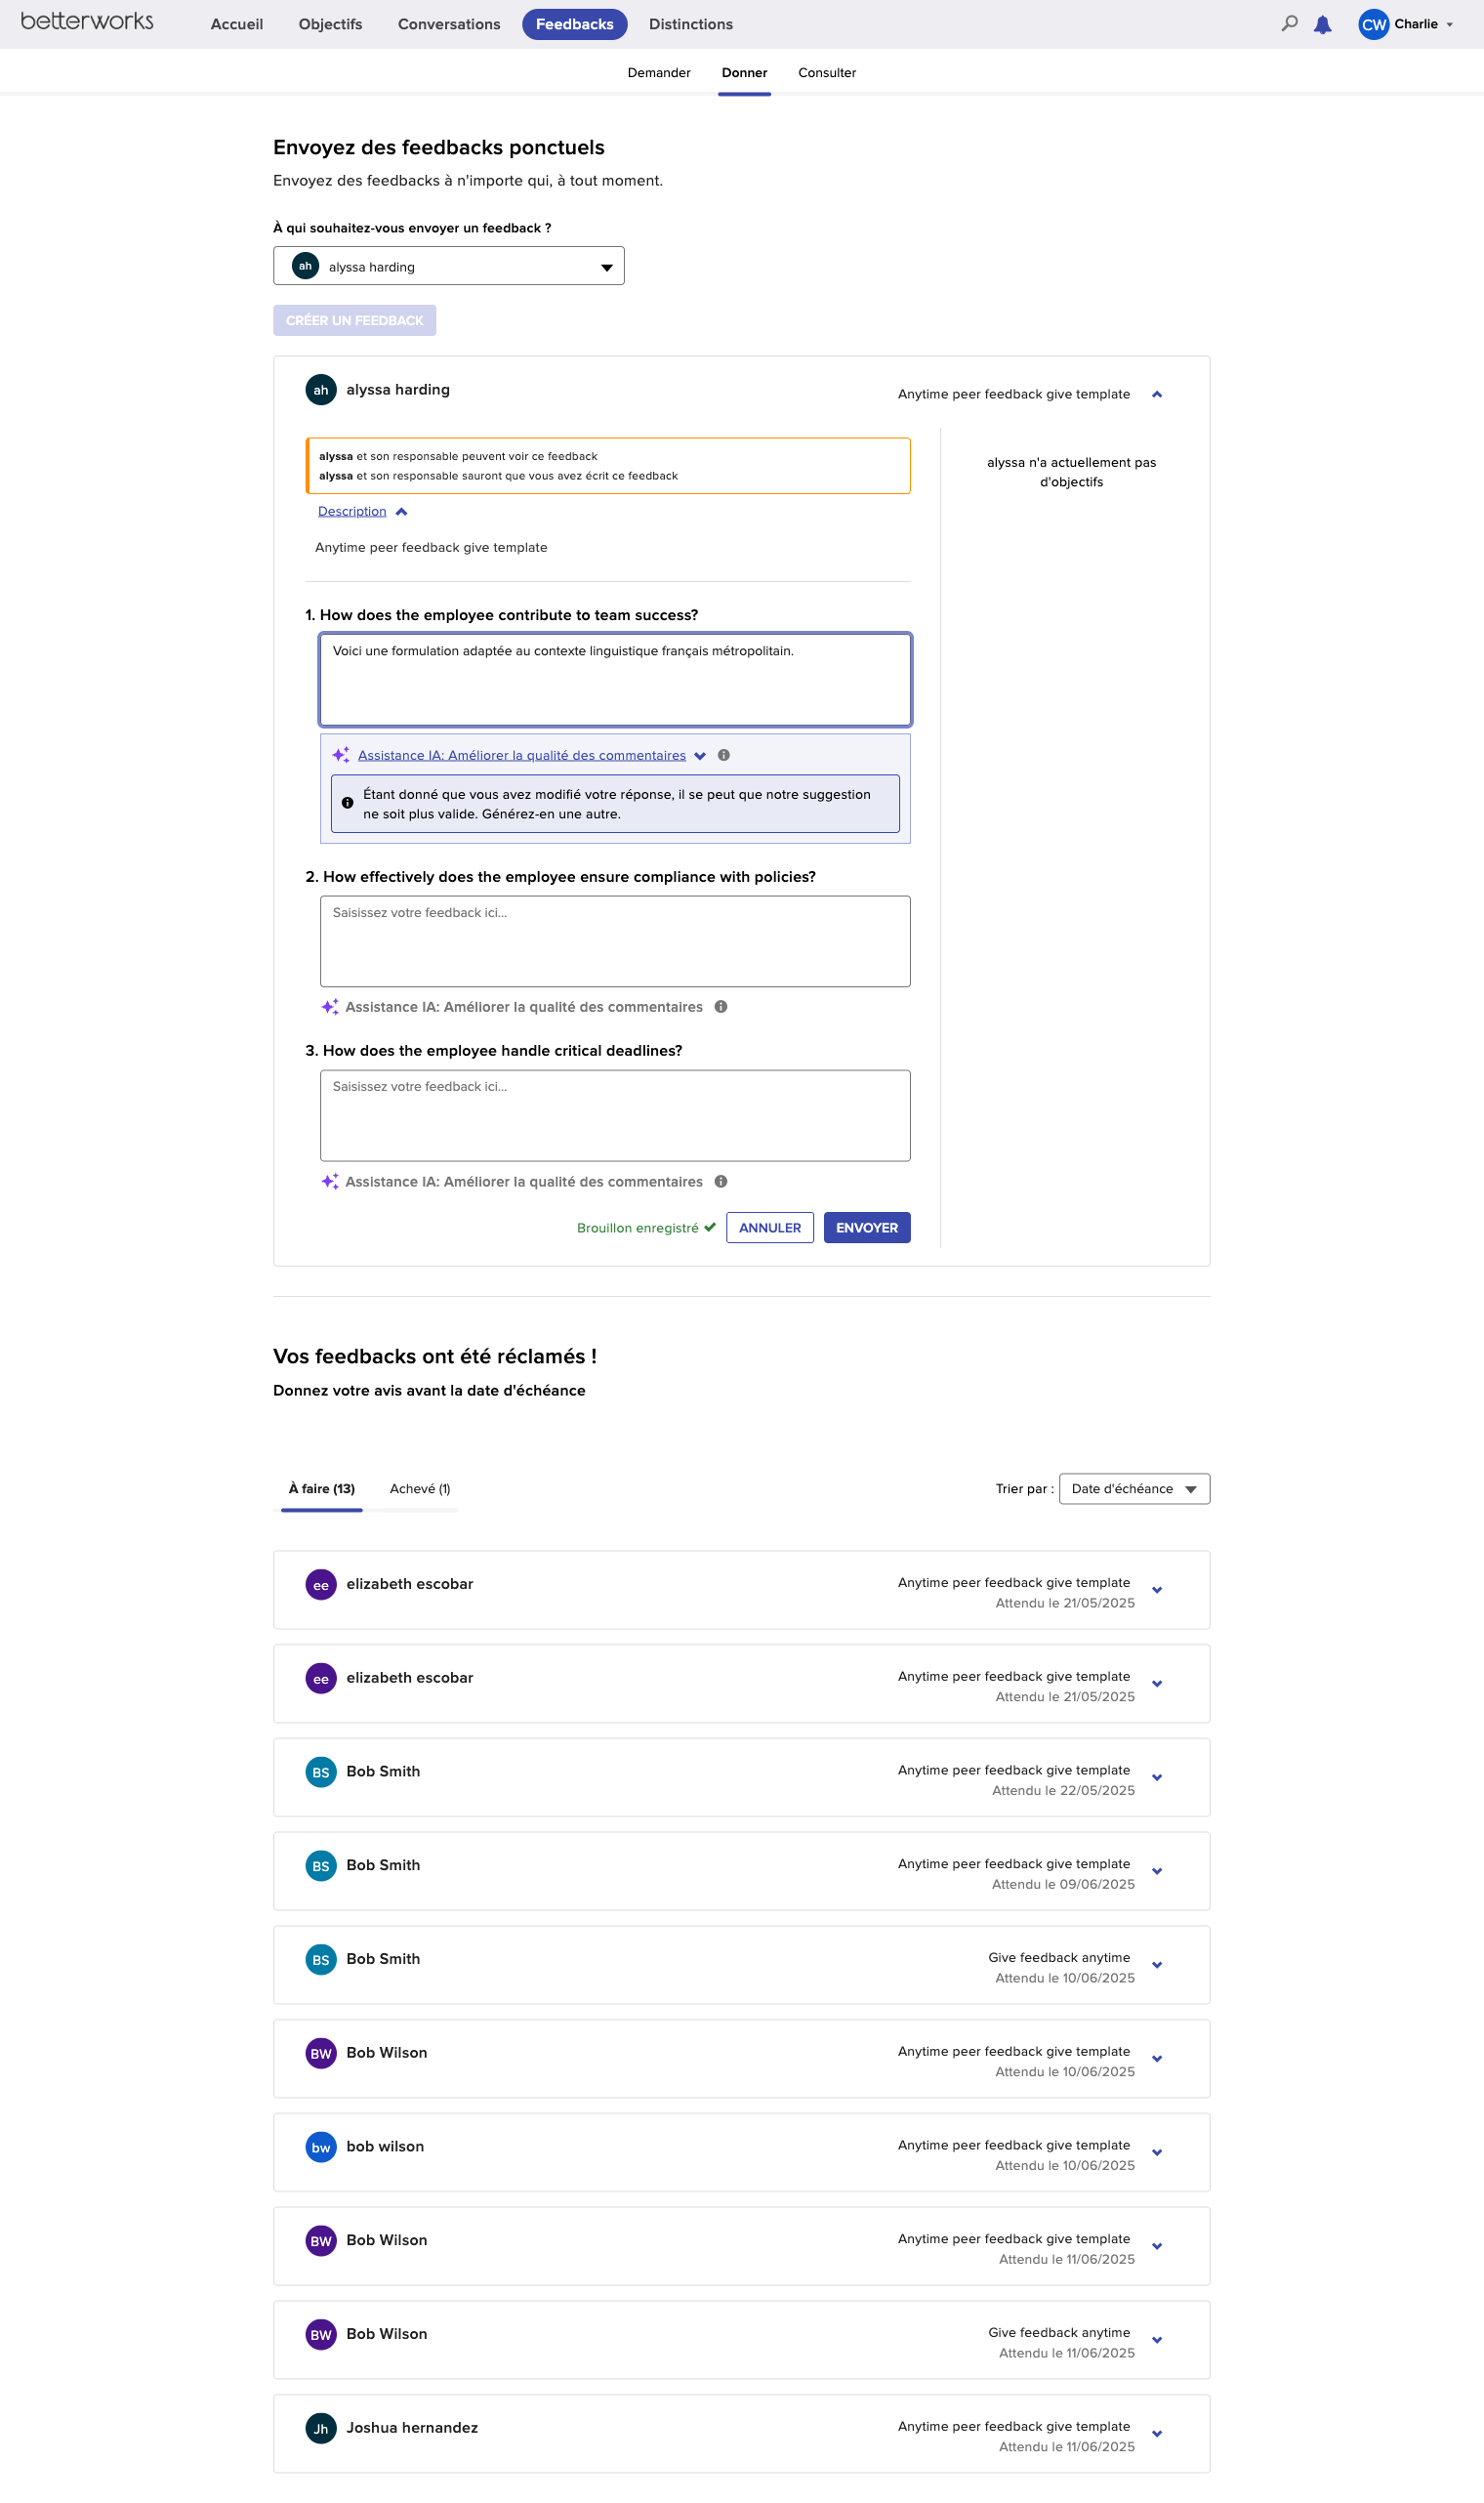 betterworks
Accueil
Objectifs
Conversations
Feedbacks
Distinctions
CW
Charlie
Demander
Donner
Consulter
Envoyez des feedbacks ponctuels
Envoyez des feedbacks à n'importe qui, à tout moment.
À qui souhaitez-vous envoyer un feedback ?
ah
alyssa harding
CRÉER UN FEEDBACK
ah
alyssa harding
Anytime peer feedback give template
alyssa et son responsable peuvent voir ce feedback
alyssa et son responsable sauront que vous avez écrit ce feedback
alyssa n'a actuellement pas
d'objectifs
Description
Anytime peer feedback give template
1. How does the employee contribute to team success?
Voici une formulation adaptée au contexte linguistique français métropolitain.
Assistance IA: Améliorer la qualité des commentaires
Étant donné que vous avez modifié votre réponse, il se peut que notre suggestion
ne soit plus valide. Générez-en une autre.
2. How effectively does the employee ensure compliance with policies?
Saisissez votre feedback ici...
Assistance IA: Améliorer la qualité des commentaires
3. How does the employee handle critical deadlines?
Saisissez votre feedback ici...
Assistance IA: Améliorer la qualité des commentaires
Brouillon enregistré
ANNULER
ENVOYER
Vos feedbacks ont été réclamés !
Donnez votre avis avant la date d'échéance
À faire (13)
Achevé (1)
Trier par :
Date d'échéance
ee
elizabeth escobar
Anytime peer feedback give template
Attendu le 21/05/2025
ee
elizabeth escobar
Anytime peer feedback give template
Attendu le 21/05/2025
BS
Bob Smith
Anytime peer feedback give template
Attendu le 22/05/2025
BS
Bob Smith
Anytime peer feedback give template
Attendu le 09/06/2025
BS
Bob Smith
Give feedback anytime
Attendu le 10/06/2025
BW
Bob Wilson
Anytime peer feedback give template
Attendu le 10/06/2025
bw
bob wilson
Anytime peer feedback give template
Attendu le 10/06/2025
BW
Bob Wilson
Anytime peer feedback give template
Attendu le 11/06/2025
BW
Bob Wilson
Give feedback anytime
Attendu le 11/06/2025
Jh
Joshua hernandez
Anytime peer feedback give template
Attendu le 11/06/2025